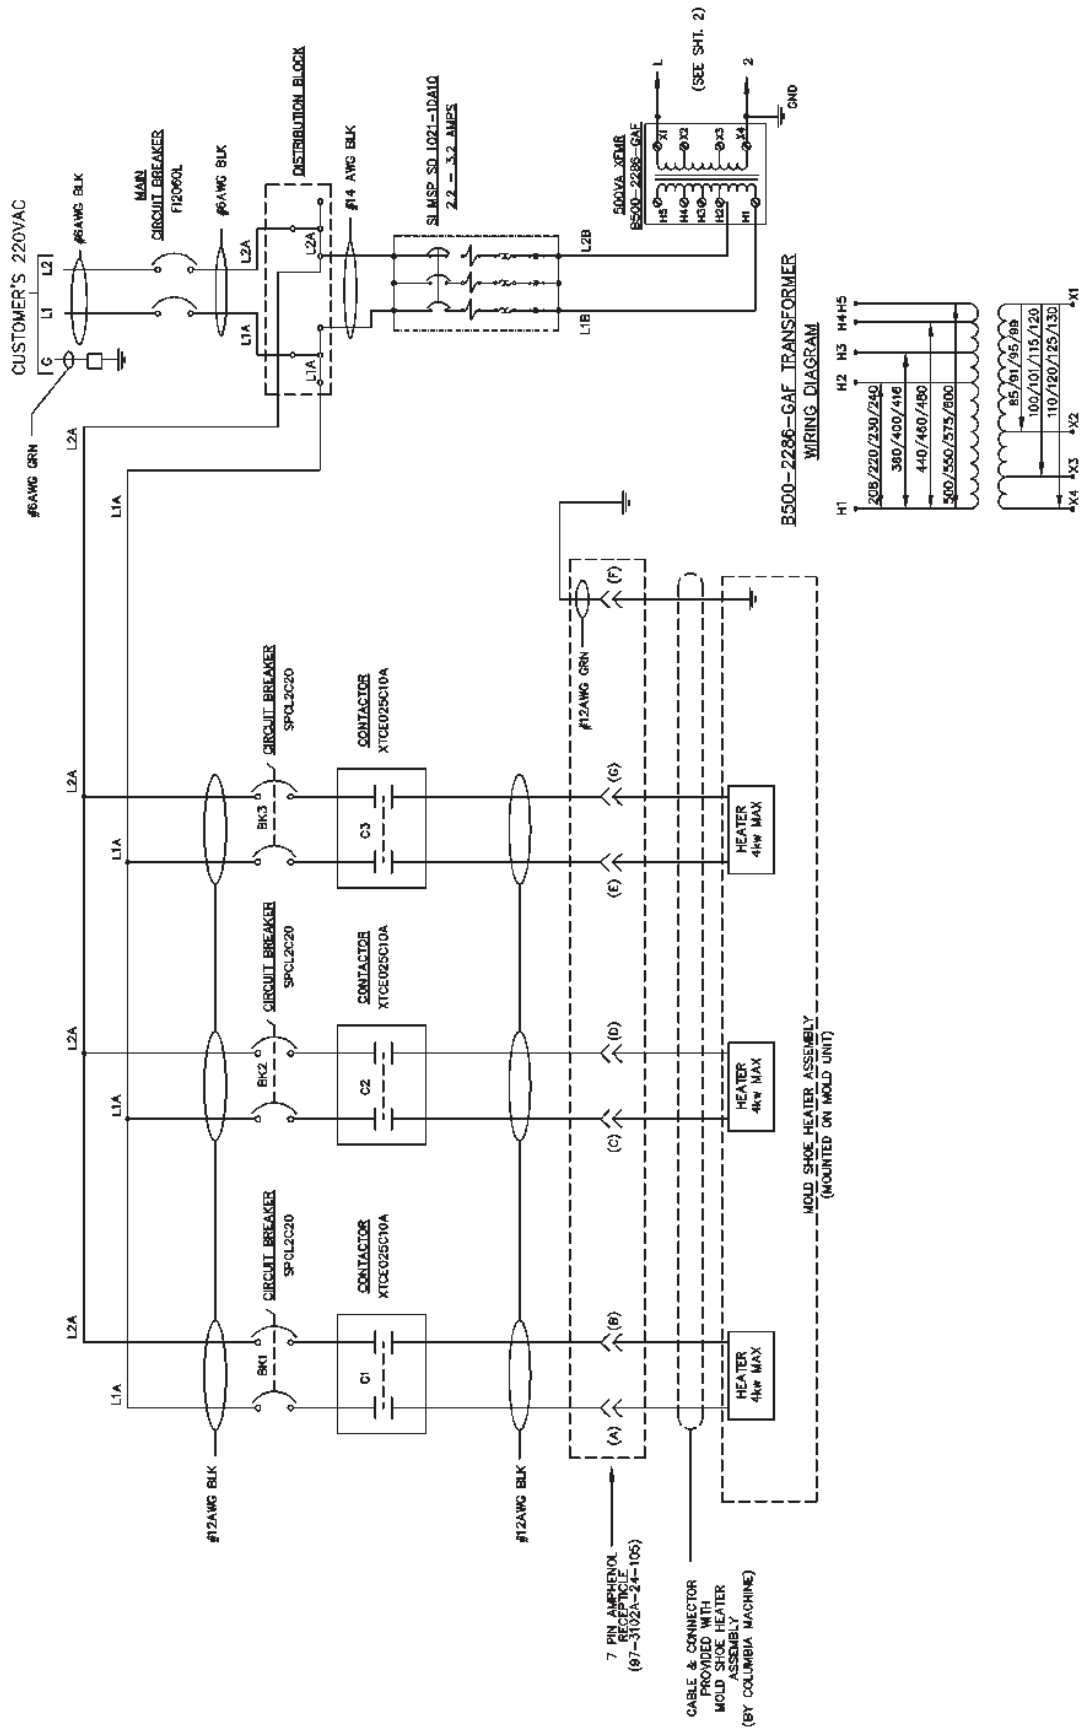 CUSTOMER'S 220VAC
G
L1
L2
#6AWG GRN
#6AWG BLK
MAIN
CIRCUIT BREAKER
FI2060L
#6AWG BLK
L1A
L2A
DISTRIBUTION BLOCK
L1A
L2A
#14 AWG BLK
S1 MSP SO 1021-1DA10
2.2 - 3.2 AMPS
L1B
L2B
500VA XFMR
B500-2286-GAF
H5
H4
H3
H2
H1
X1
X2
X3
X4
2
(SEE SHT. 2)
GND
L2A
L1A
L2A
L1A
L2A
L1A
L2A
L1A
#12AWG BLK
BK1
CIRCUIT BREAKER
SPCL2C20
BK2
CIRCUIT BREAKER
SPCL2C20
BK3
CIRCUIT BREAKER
SPCL2C20
C1
CONTACTOR
XTCE025C10A
C2
CONTACTOR
XTCE025C10A
C3
CONTACTOR
XTCE025C10A
#12AWG BLK
#12AWG GRN
(A)
(B)
(C)
(D)
(E)
(G)
(F)
7 PIN AMPHENOL
RECEPTICLE
(97-3102A-24-105)
HEATER
4kw MAX
HEATER
4kw MAX
HEATER
4kw MAX
MOLD SHOE HEATER ASSEMBLY
(MOUNTED ON MOLD UNIT)
CABLE & CONNECTOR
PROVIDED WITH
MOLD SHOE HEATER
ASSEMBLY
(BY COLUMBIA MACHINE)
B500-2286-GAF TRANSFORMER
WIRING DIAGRAM
H1
H2
H3
H4
H5
208/220/230/240
380/400/416
440/460/480
500/550/575/600
85/91/95/99
100/101/115/120
110/120/125/130
X4
X3
X2
X1